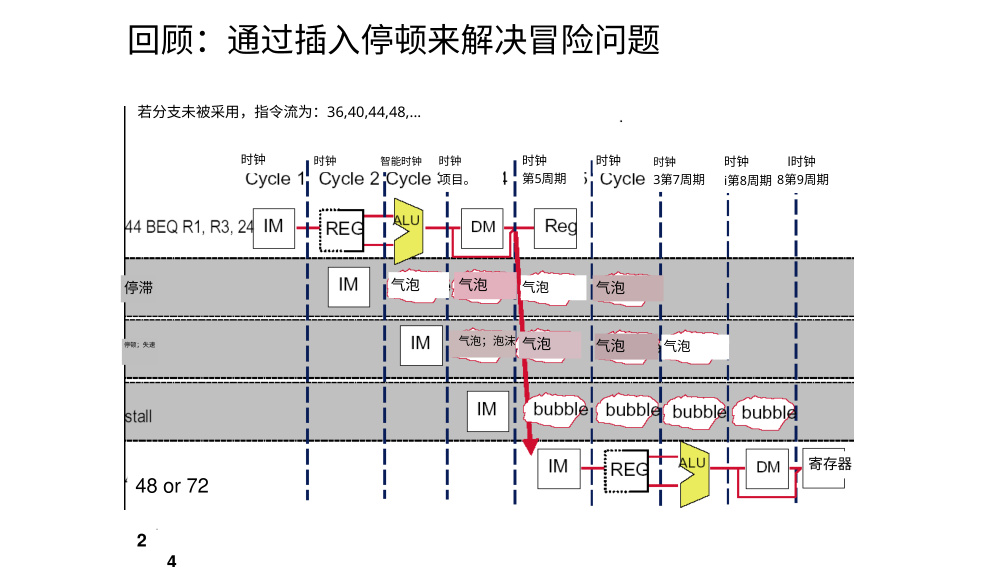 回顾：通过插入停顿来解决冒险问题
若分支未被采用，指令流为：36,40,44,48,...
时钟 时钟 智能时钟 时钟 时钟 时钟 时钟 时钟 I时钟
Cycle 1 Cycle 2 Cycle 项目。 第5周期 Cycle 3第7周期 i第8周期 8第9周期
44 BEQ R1, R3, 24 IM REG ALU DM Reg
停滞 IM 气泡 气泡 气泡 气泡
停顿；失速 IM 气泡；泡沫 气泡 气泡 气泡
stall IM bubble bubble bubble bubble
48 or 72 IM REG ALU DM 寄存器
2
4